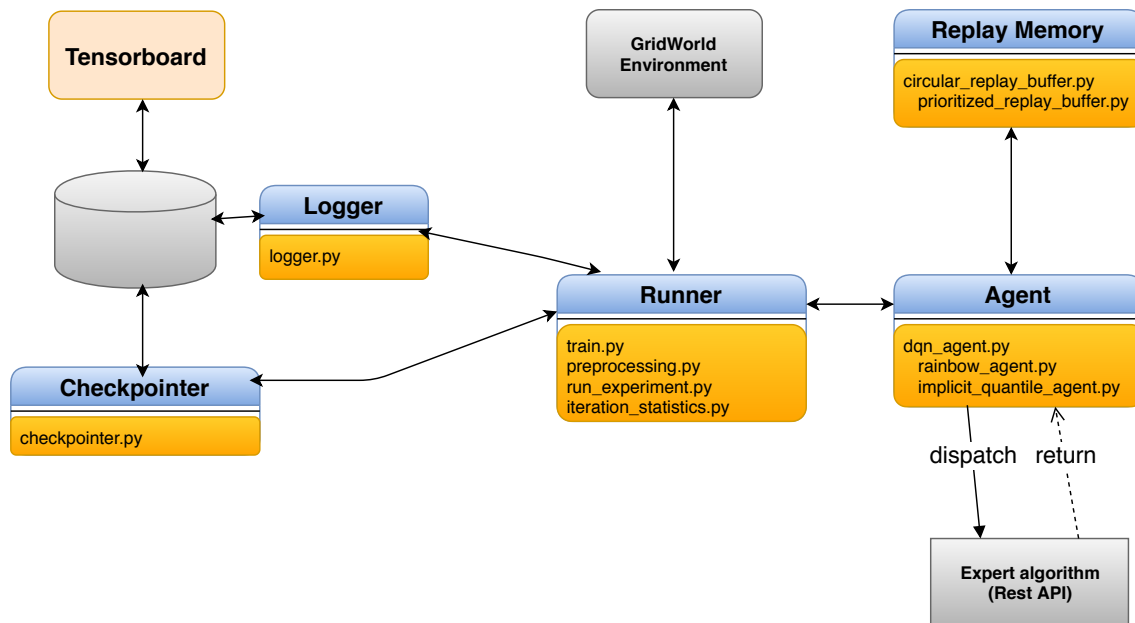 Tensorboard
GridWorld
Environment
Replay Memory
circular_replay_buffer.py
prioritized_replay_buffer.py
Logger
logger.py
Runner
train.py
preprocessing.py
run_experiment.py
iteration_statistics.py
Agent
dqn_agent.py
rainbow_agent.py
implicit_quantile_agent.py
Checkpointer
checkpointer.py
dispatch
return
Expert algorithm
(Rest API)